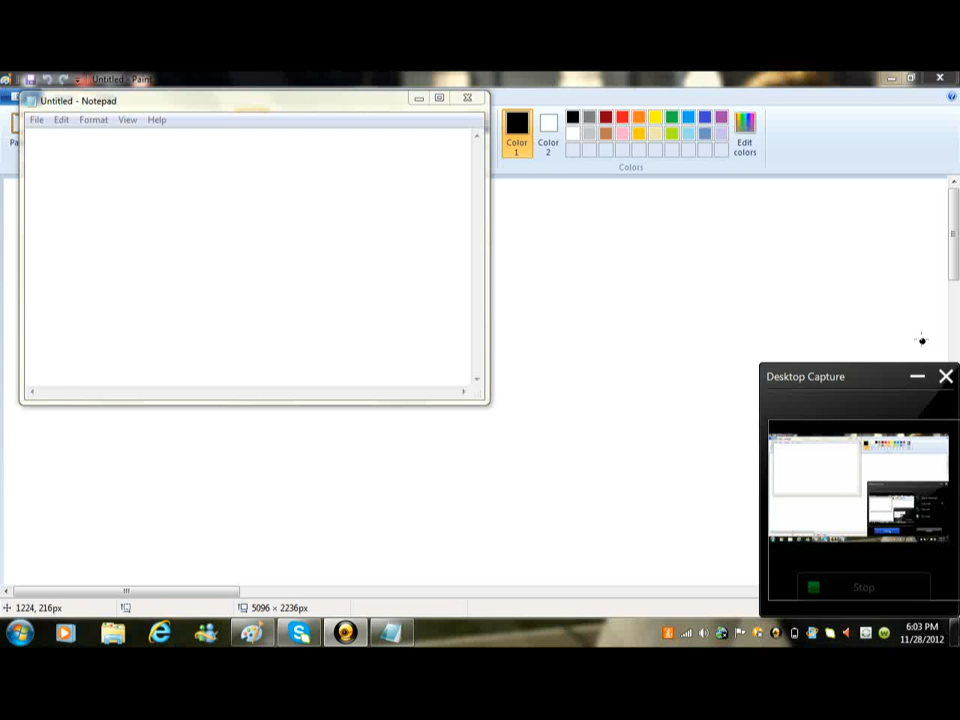 Untitled - Paint
Untitled - Notepad
File Edit Format View Help
Color 1
Color 2
Edit colors
Colors
Desktop Capture
Stop
1224, 216px
5096 × 2236px
6:03 PM
11/28/2012